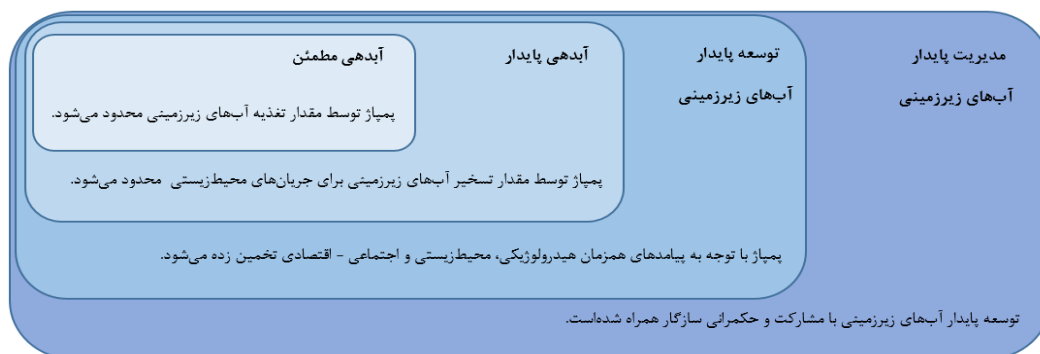 مدیریت پایدار
آب‌های زیرزمینی
توسعه پایدار
آب‌های زیرزمینی
آبدهی پایدار
آبدهی مطمئن
پمپاژ توسط مقدار تغذیه آب‌های زیرزمینی محدود می‌شود.
پمپاژ توسط مقدار تسخیر آب‌های زیرزمینی برای جریان‌های محیط‌زیستی محدود می‌شود.
پمپاژ با توجه به پیامدهای همزمان هیدرولوژیکی، محیط‌زیستی و اجتماعی - اقتصادی تخمین زده می‌شود.
توسعه پایدار آب‌های زیرزمینی با مشارکت و حکمرانی سازگار همراه شده‌است.